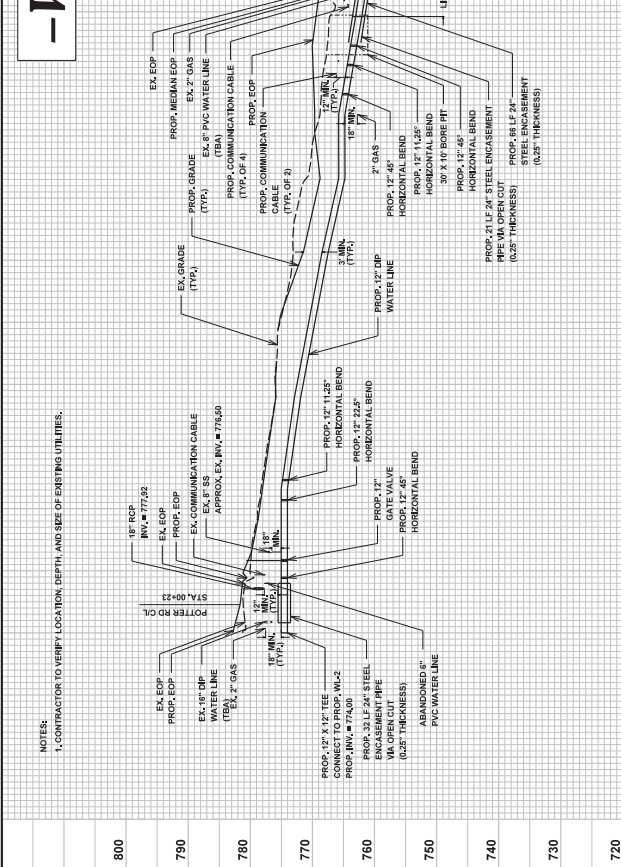 1-
NOTES:
1. CONTRACTOR TO VERIFY LOCATION, DEPTH, AND SIZE OF EXISTING UTILITIES.
800
790
780
770
760
750
740
730
720
EX. EOP
PROP. EOP
EX. 16" DIP
WATER LINE
(TBA)
EX. 2" GAS
18" MIN.
(TYP.)
POTTER RD C/L
STA. 00+23
12"
MIN.
(TYP.)
18" RCP
INV. = 777.92
EX. EOP
PROP. EOP
EX. COMMUNICATION CABLE
EX. 8" SS
APPROX. EX. INV. = 776.50
18"
MIN.
PROP. 12" X 12" TEE
CONNECT TO PROP. WL-2
PROP. INV. = 774.00
PROP. 32 LF 24" STEEL
ENCASEMENT PIPE
VIA OPEN CUT
(0.25" THICKNESS)
ABANDONED 6"
PVC WATER LINE
PROP. 12"
GATE VALVE
PROP. 12" 45°
HORIZONTAL BEND
PROP. 12" 11.25°
HORIZONTAL BEND
PROP. 12" 22.5°
HORIZONTAL BEND
EX. GRADE
(TYP.)
PROP. GRADE
(TYP.)
3' MIN.
(TYP.)
PROP. 12" DIP
WATER LINE
EX. EOP
PROP. MEDIAN EOP
EX. 2" GAS
EX. 8" PVC WATER LINE
(TBA)
PROP. COMMUNICATION CABLE
(TYP. OF 4)
PROP. EOP
PROP. COMMUNICATION
CABLE
(TYP. OF 2)
12" MIN.
(TYP.)
18" MIN.
2" GAS
PROP. 12" 45°
HORIZONTAL BEND
PROP. 12" 11.25°
HORIZONTAL BEND
30' X 10' BORE PIT
PROP. 12" 45°
HORIZONTAL BEND
PROP. 21 LF 24" STEEL ENCASEMENT
PIPE VIA OPEN CUT
(0.25" THICKNESS)
PROP. 66 LF 24"
STEEL ENCASEMENT
(0.25" THICKNESS)